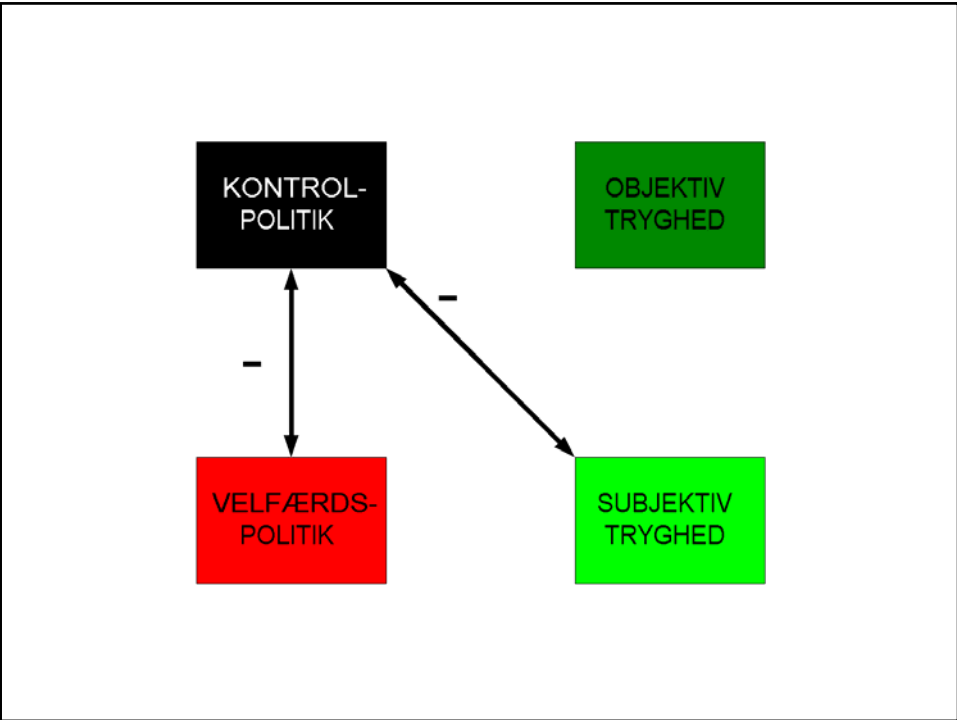 KONTROL-
POLITIK
OBJEKTIV
TRYGHED
-
-
VELFÆRDS-
POLITIK
SUBJEKTIV
TRYGHED